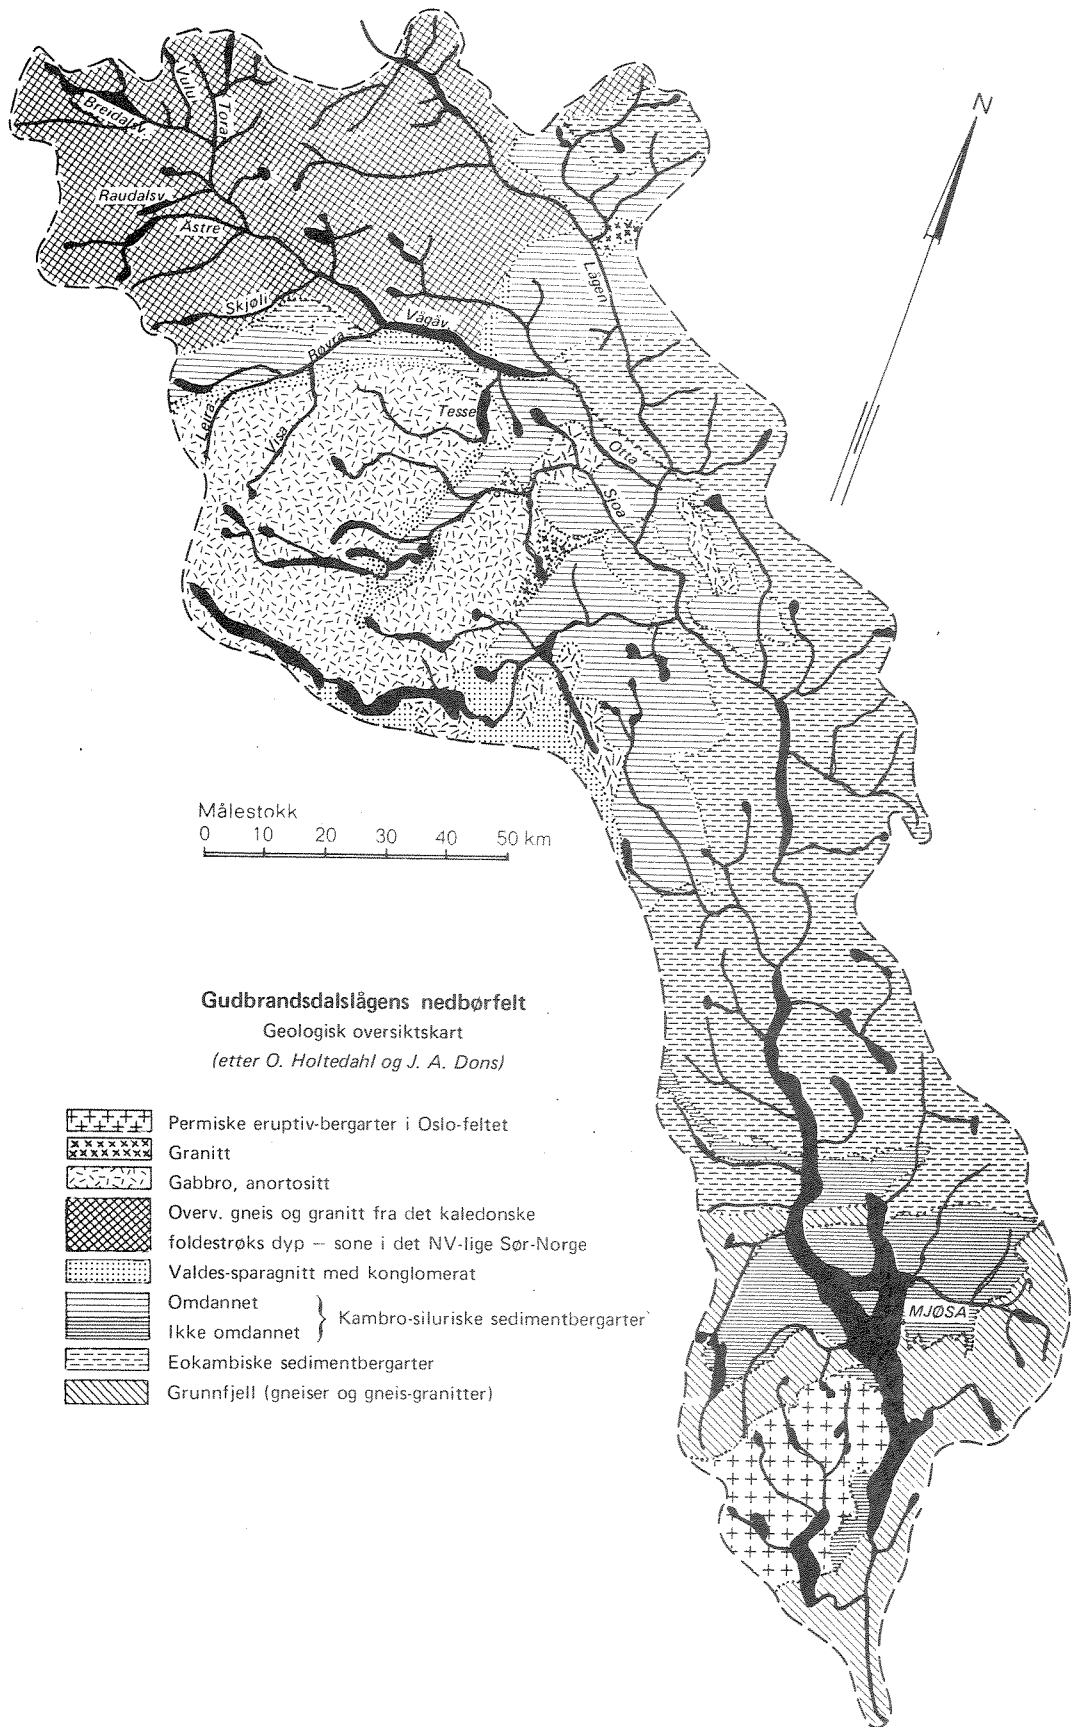 N
Breidalsv.
Vulu
Tora
Raudalsv.
Åstre
Lågen
Skjøli
Vågåv.
Bøvra
Leira
Visa
Tesse
Otta
Sjoa
Målestokk
0 10 20 30 40 50 km
Gudbrandsdalslågens nedbørfelt
Geologisk oversiktskart
(etter O. Holtedahl og J. A. Dons)
Permiske eruptiv-bergarter i Oslo-feltet
Granitt
Gabbro, anortositt
Overv. gneis og granitt fra det kaledonske
foldestrøks dyp – sone i det NV-lige Sør-Norge
Valdes-sparagnitt med konglomerat
Omdannet
Ikke omdannet } Kambro-siluriske sedimentbergarter
Eokambiske sedimentbergarter
Grunnfjell (gneiser og gneis-granitter)
MJØSA